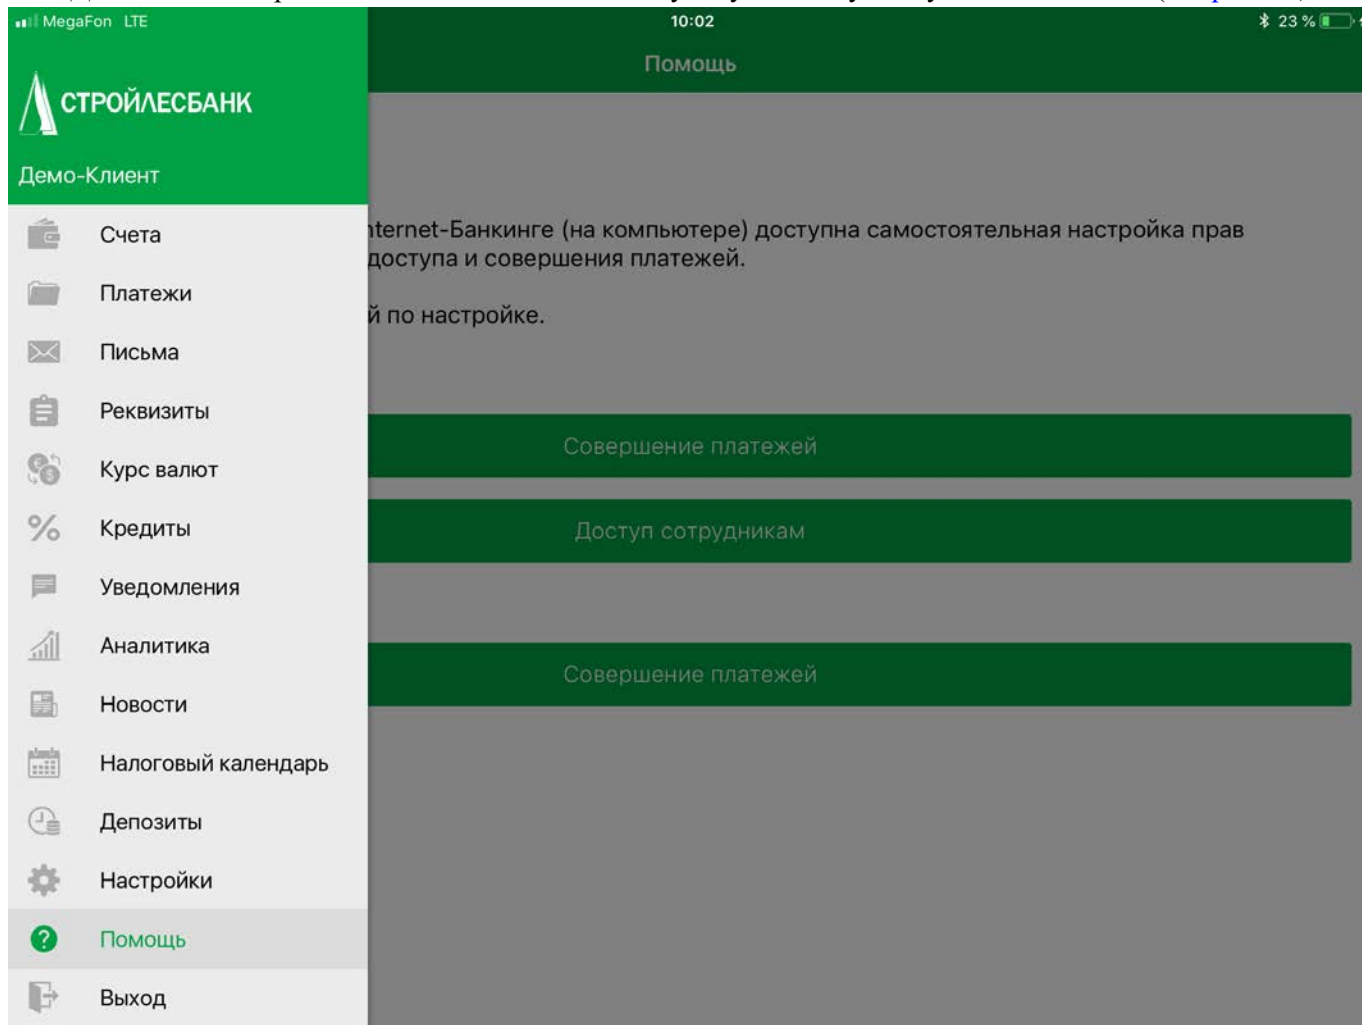 MegaFon LTE
10:02
23 %
Помощь
СТРОЙЛЕСБАНК
Демо-Клиент
Счета
Платежи
Письма
Реквизиты
Курс валют
Кредиты
Уведомления
Аналитика
Новости
Налоговый календарь
Депозиты
Настройки
Помощь
Выход
nternet-Банкинге (на компьютере) доступна самостоятельная настройка прав
доступа и совершения платежей.
й по настройке.
Совершение платежей
Доступ сотрудникам
Совершение платежей